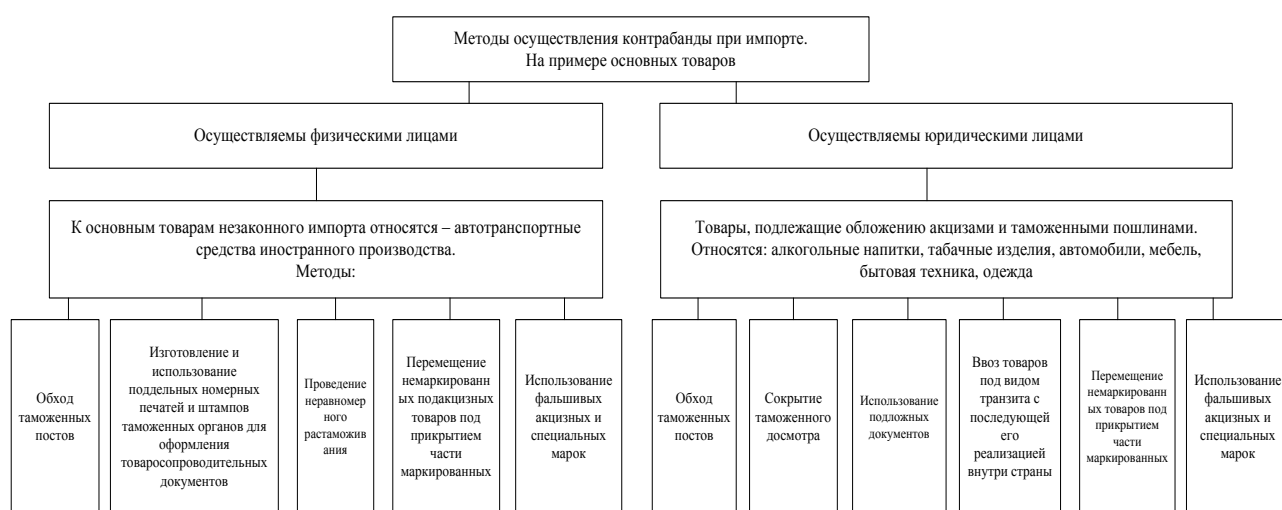 Методы осуществления контрабанды при импорте.
На примере основных товаров
Осуществляемы физическими лицами
Осуществляемы юридическими лицами
К основным товарам незаконного импорта относятся – автотранспортные
средства иностранного производства.
Методы:
Товары, подлежащие обложению акцизами и таможенными пошлинами.
Относятся: алкогольные напитки, табачные изделия, автомобили, мебель,
бытовая техника, одежда
Обход
таможенных
постов
Изготовление и
использование
поддельных номерных
печатей и штампов
таможенных органов для
оформления
товаросопроводительных
документов
Проведение
неравномер
ного
растаможив
ания
Перемещение
немаркированн
ых подакцизных
товаров под
прикрытием
части
маркированных
Использование
фальшивых
акцизных и
специальных
марок
Обход
таможенных
постов
Сокрытие
таможенного
досмотра
Использование
подложных
документов
Ввоз товаров
под видом
транзита с
последующей
его
реализацией
внутри страны
Перемещение
немаркированн
ых товаров под
прикрытием
части
маркированных
Использование
фальшивых
акцизных и
специальных
марок